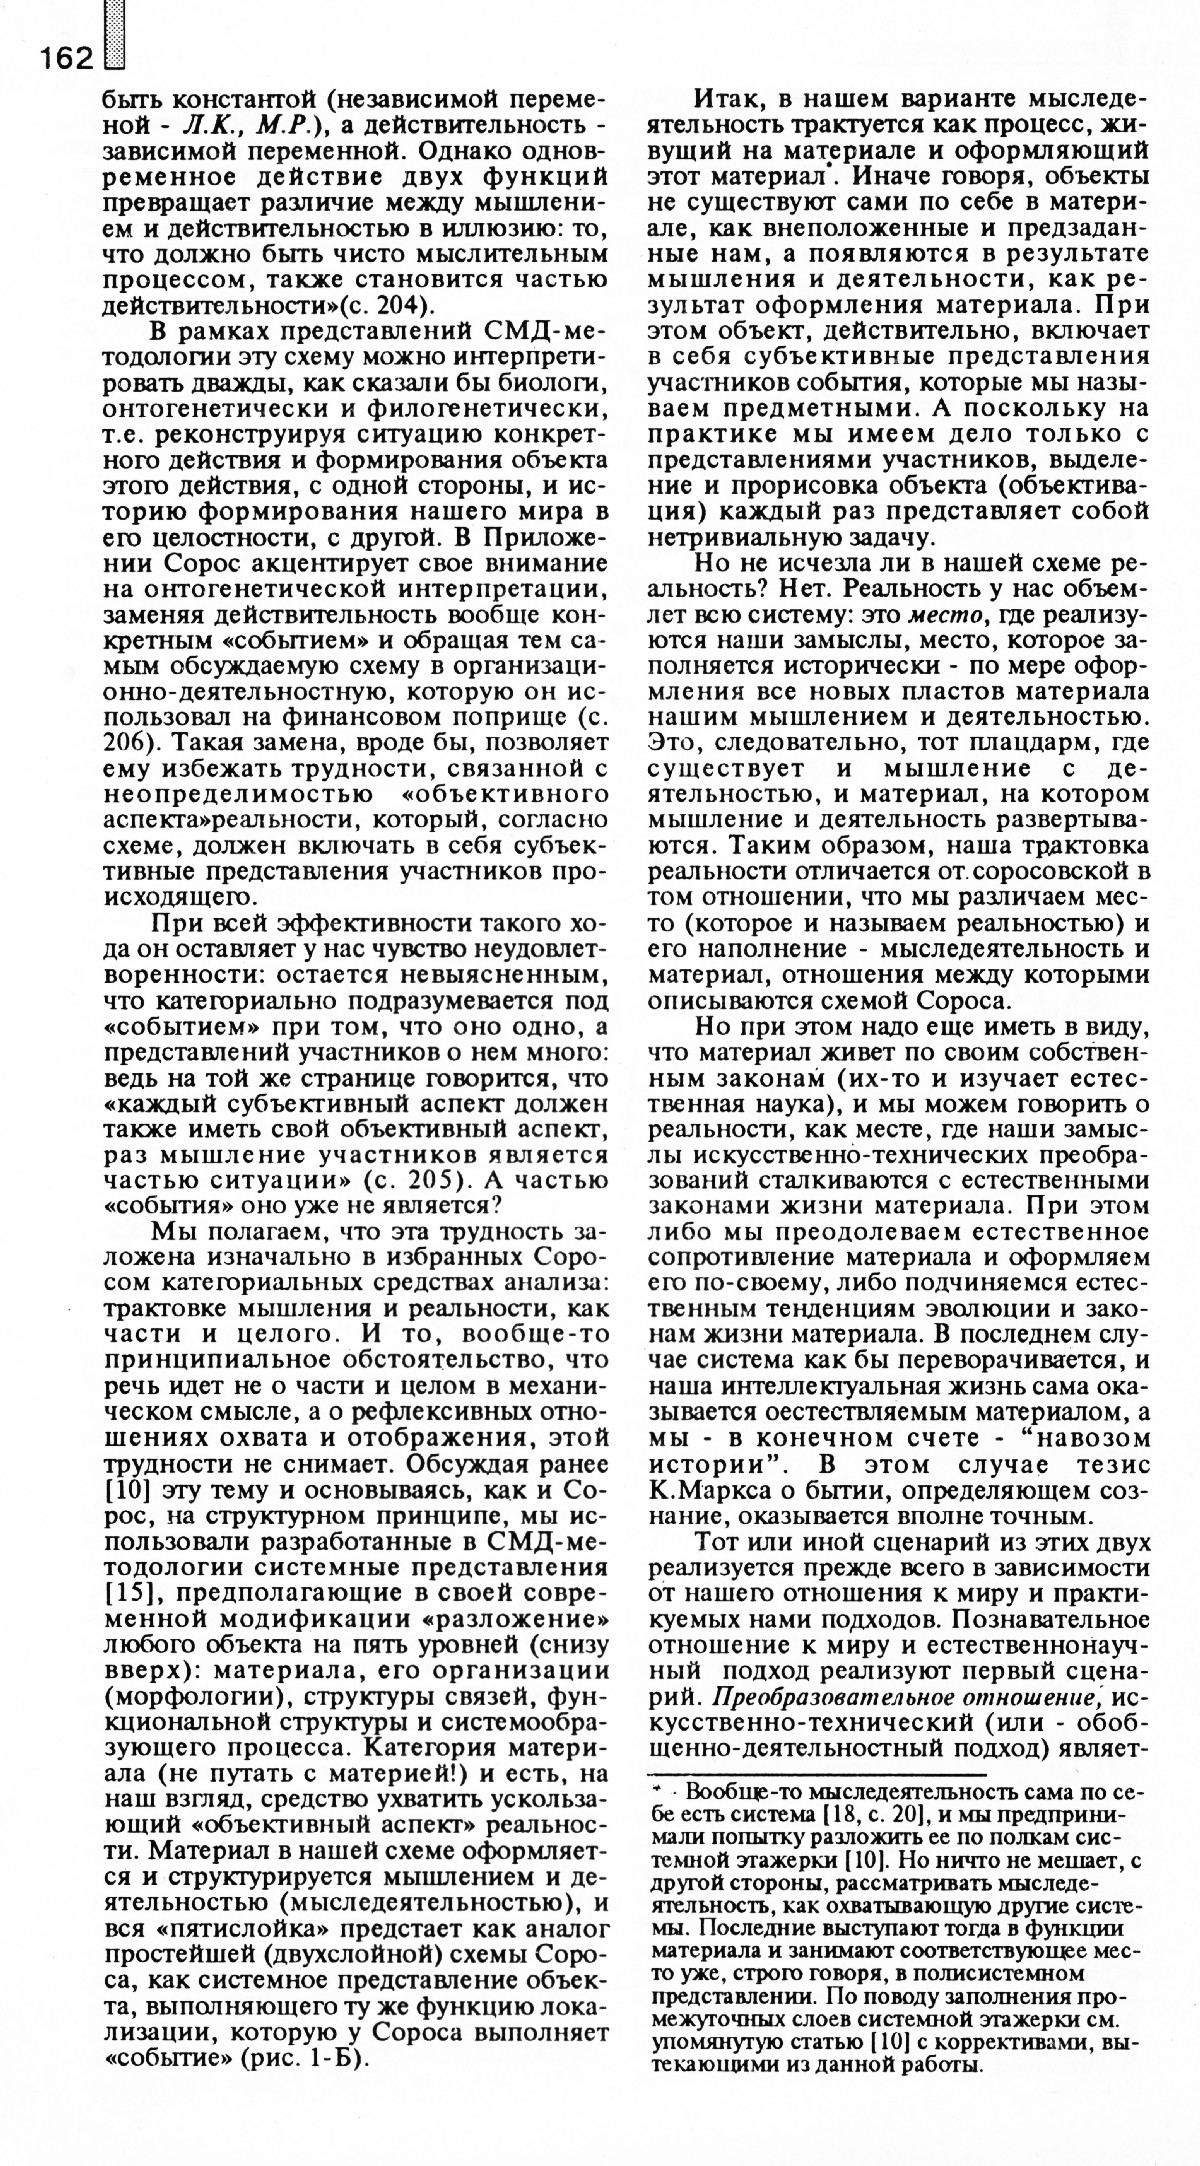 162
быть константой (независимой переме-
ной - Л.К., М.Р.), а действительность -
зависимой переменной. Однако однов-
ременное действие двух функций
превращает различие между мышлени-
ем и действительностью в иллюзию: то,
что должно быть чисто мыслительным
процессом, также становится частью
действительности»(с. 204).
В рамках представлений СМД-ме-
тодологии эту схему можно интерпрети-
ровать дважды, как сказали бы биологи,
онтогенетически и филогенетически,
т.е. реконструируя ситуацию конкрет-
ного действия и формирования объекта
этого действия, с одной стороны, и ис-
торию формирования нашего мира в
его целостности, с другой. В Приложе-
нии Сорос акцентирует свое внимание
на онтогенетической интерпретации,
заменяя действительность вообще кон-
кретным «событием» и обращая тем са-
мым обсуждаемую схему в организаци-
онно-деятельностную, которую он ис-
пользовал на финансовом поприще (с.
206). Такая замена, вроде бы, позволяет
ему избежать трудности, связанной с
неопределимостью «объективного
аспекта»реальности, который, согласно
схеме, должен включать в себя субъек-
тивные представления участников про-
исходящего.
При всей эффективности такого хо-
да он оставляет у нас чувство неудовлет-
воренности: остается невыясненным,
что категориально подразумевается под
«событием» при том, что оно одно, а
представлений участников о нем много:
ведь на той же странице говорится, что
«каждый субъективный аспект должен
также иметь свой объективный аспект,
раз мышление участников является
частью ситуации» (с. 205). А частью
«события» оно уже не является?
Мы полагаем, что эта трудность за-
ложена изначально в избранных Соро-
сом категориальных средствах анализа:
трактовке мышления и реальности, как
части и целого. И то, вообще-то
принципиальное обстоятельство, что
речь идет не о части и целом в механи-
ческом смысле, а о рефлексивных отно-
шениях охвата и отображения, этой
трудности не снимает. Обсуждая ранее
[10] эту тему и основываясь, как и Со-
рос, на структурном принципе, мы ис-
пользовали разработанные в СМД-ме-
тодологии системные представления
[15], предполагающие в своей совре-
менной модификации «разложение»
любого объекта на пять уровней (снизу
вверх): материала, его организации
(морфологии), структуры связей, фун-
кциональной структуры и системообра-
зующего процесса. Категория матери-
ала (не путать с материей!) и есть, на
наш взгляд, средство ухватить ускольза-
ющий «объективный аспект» реальнос-
ти. Материал в нашей схеме оформляет-
ся и структурируется мышлением и де-
ятельностью (мыследеятельностью), и
вся «пятислойка» предстает как аналог
простейшей (двухслойной) схемы Соро-
са, как системное представление объек-
та, выполняющего ту же функцию лока-
лизации, которую у Сороса выполняет
«событие» (рис. 1-Б).
Итак, в нашем варианте мыследе-
ятельность трактуется как процесс, жи-
вущий на материале и оформляющий
этот материал*. Иначе говоря, объекты
не существуют сами по себе в матери-
але, как внеположенные и предзадан-
ные нам, а появляются в результате
мышления и деятельности, как ре-
зультат оформления материала. При
этом объект, действительно, включает
в себя субъективные представления
участников события, которые мы назы-
ваем предметными. А поскольку на
практике мы имеем дело только с
представлениями участников, выделе-
ние и прорисовка объекта (объектива-
ция) каждый раз представляет собой
нетривиальную задачу.
Но не исчезла ли в нашей схеме ре-
альность? Нет. Реальность у нас объем-
лет всю систему: это место, где реализу-
ются наши замыслы, место, которое за-
полняется исторически - по мере офор-
мления все новых пластов материала
нашим мышлением и деятельностью.
Это, следовательно, тот плацдарм, где
существует и мышление с де-
ятельностью, и материал, на котором
мышление и деятельность развертыва-
ются. Таким образом, наша трактовка
реальности отличается от соросовской в
том отношении, что мы различаем мес-
то (которое и называем реальностью) и
его наполнение - мыследеятельность и
материал, отношения между которыми
описываются схемой Сороса.
Но при этом надо еще иметь в виду,
что материал живет по своим собствен-
ным законам (их-то и изучает естес-
твенная наука), и мы можем говорить о
реальности, как месте, где наши замыс-
лы искусственно-технических преобра-
зований сталкиваются с естественными
законами жизни материала. При этом
либо мы преодолеваем естественное
сопротивление материала и оформляем
его по-своему, либо подчиняемся естес-
твенным тенденциям эволюции и зако-
нам жизни материала. В последнем слу-
чае система как бы переворачивается, и
наша интеллектуальная жизнь сама ока-
зывается оестествляемым материалом, а
мы - в конечном счете - “навозом
истории”. В этом случае тезис
К.Маркса о бытии, определяющем соз-
нание, оказывается вполне точным.
Тот или иной сценарий из этих двух
реализуется прежде всего в зависимости
от нашего отношения к миру и практи-
куемых нами подходов. Познавательное
отношение к миру и естественнонауч-
ный подход реализуют первый сцена-
рий. Преобразовательное отношение, ис-
кусственно-технический (или - обоб-
щенно-деятельностный подход) являет-
* Вообще-то мыследеятельность сама по се-
бе есть система [18, с. 20], и мы предприни-
мали попытку разложить ее по полкам сис-
темной этажерки [10]. Но ничто не мешает, с
другой стороны, рассматривать мыследе-
ятельность, как охватывающую другие систе-
мы. Последние выступают тогда в функции
материала и занимают соответствующее мес-
то уже, строго говоря, в полисистемном
представлении. По поводу заполнения про-
межуточных слоев системной этажерки см.
упомянутую статью [10] с коррективами, вы-
текающими из данной работы.